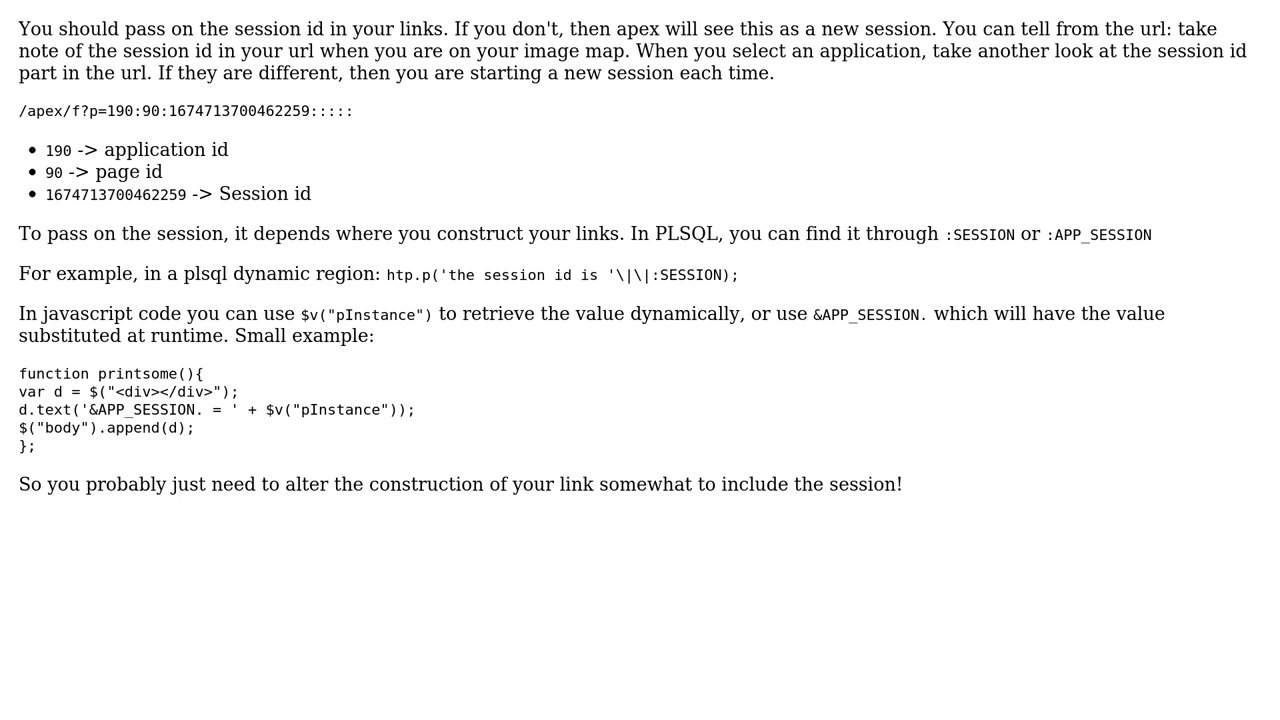 You should pass on the session id in your links. If you don't, then apex will see this as a new session. You can tell from the url: take
note of the session id in your url when you are on your image map. When you select an application, take another look at the session id
part in the url. If they are different, then you are starting a new session each time.
/apex/f?p=190:90:1674713700462259:::::
• 190 -> application id
• 90 -> page id
• 1674713700462259 -> Session id
To pass on the session, it depends where you construct your links. In PLSQL, you can find it through :SESSION or :APP_SESSION
For example, in a plsql dynamic region: htp.p('the session id is '\|\|:SESSION);
In javascript code you can use $v("pInstance") to retrieve the value dynamically, or use &APP_SESSION. which will have the value
substituted at runtime. Small example:
function printsome(){
var d = $("<div></div>");
d.text('&APP_SESSION. = ' + $v("pInstance"));
$("body").append(d);
};
So you probably just need to alter the construction of your link somewhat to include the session!